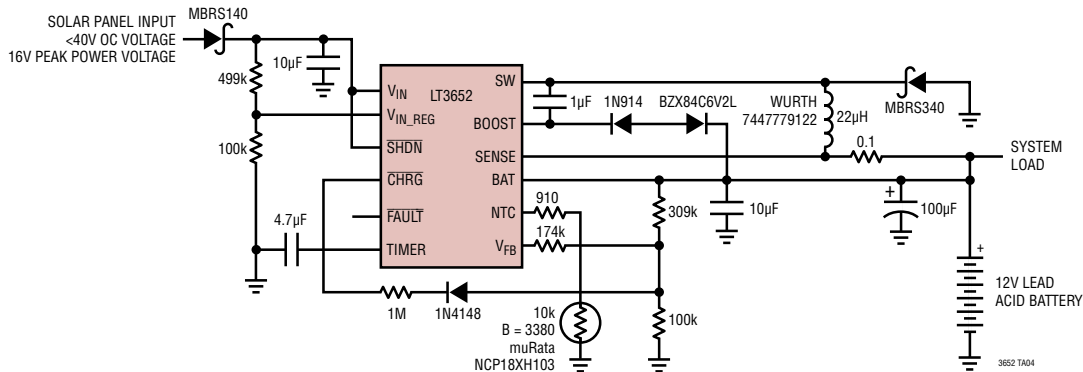 SOLAR PANEL INPUT
<40V OC VOLTAGE
16V PEAK POWER VOLTAGE
MBRS140
499k
10µF
100k
4.7µF
LT3652
VIN
VIN_REG
SHDN
CHRG
FAULT
TIMER
SW
BOOST
SENSE
BAT
NTC
VFB
1µF
1N914
BZX84C6V2L
WURTH
7447779122
22µH
MBRS340
0.1
SYSTEM
LOAD
910
174k
309k
10µF
+
100µF
1M
1N4148
10k
B = 3380
muRata
NCP18XH103
100k
+
12V LEAD
ACID BATTERY
3652 TA04